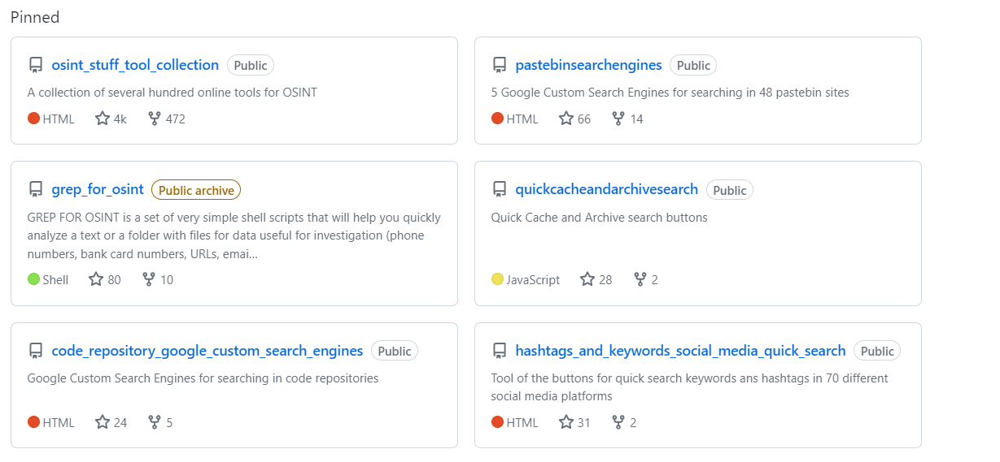 Pinned
osint_stuff_tool_collection Public
A collection of several hundred online tools for OSINT
HTML 4k 472
pastebinsearchengines Public
5 Google Custom Search Engines for searching in 48 pastebin sites
HTML 66 14
grep_for_osint Public archive
GREP FOR OSINT is a set of very simple shell scripts that will help you quickly
analyze a text or a folder with files for data useful for investigation (phone
numbers, bank card numbers, URLs, emai...
Shell 80 10
quickcacheandarchivesearch Public
Quick Cache and Archive search buttons
JavaScript 28 2
code_repository_google_custom_search_engines Public
Google Custom Search Engines for searching in code repositories
HTML 24 5
hashtags_and_keywords_social_media_quick_search Public
Tool of the buttons for quick search keywords ans hashtags in 70 different
social media platforms
HTML 31 2